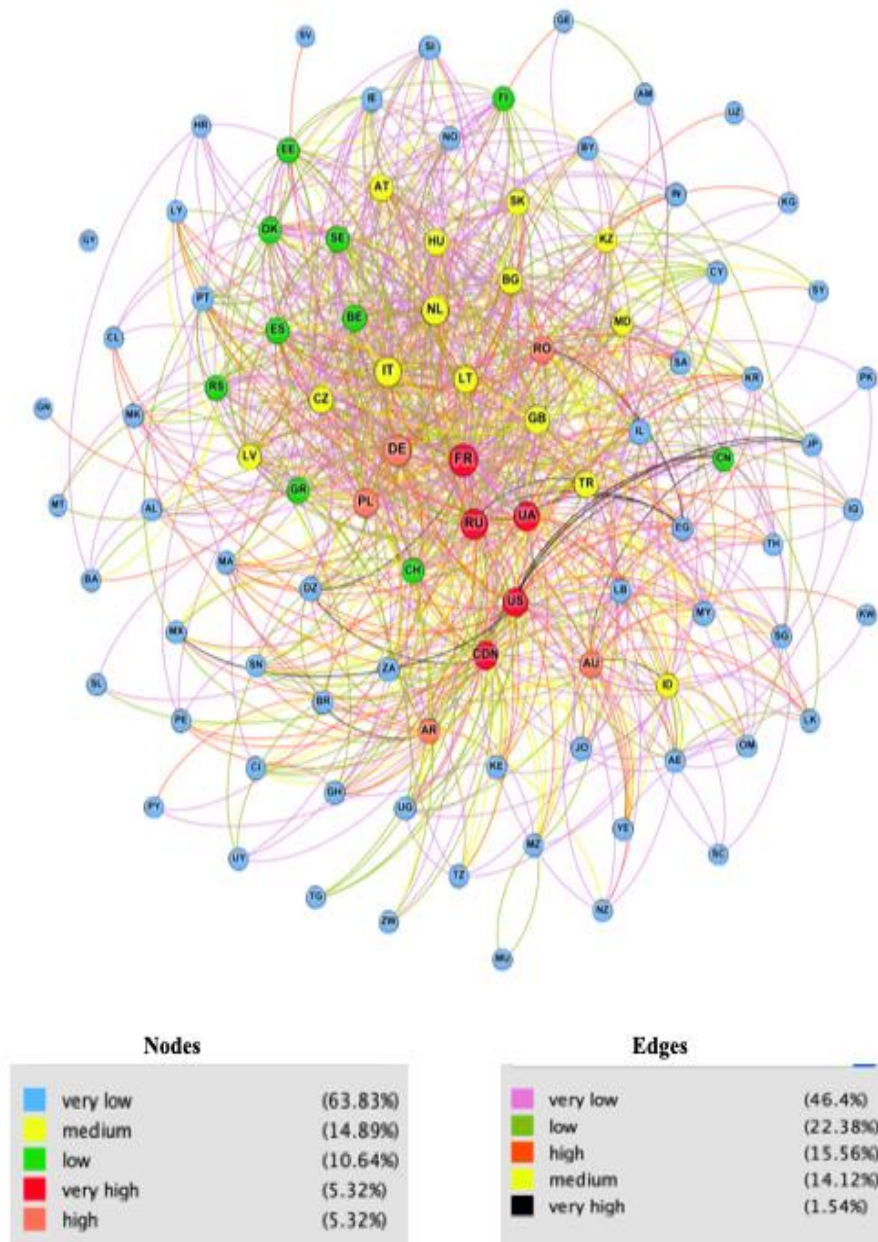 GE
SV
SI
IE
FI
AM
UZ
HR
NO
EE
BY
AT
IN
KG
LY
SK
DK
SE
HU
KZ
GY
BG
CY
SY
PT
NL
BE
MD
ES
CL
RO
SA
IT
LT
KR
PK
RS
CZ
GN
MK
GB
IL
JP
DE
LV
FR
CN
TR
GR
MT
AL
PL
RU
UA
EG
IQ
TH
MA
BA
CH
DZ
LB
US
MY
KW
MX
SG
CDN
SN
ZA
AU
SL
ID
BR
PE
AR
LK
OM
JO
CI
KE
AE
GH
PY
UG
YE
MZ
UY
SC
TZ
TG
NZ
ZW
MU
Nodes
very low (63.83%)
medium (14.89%)
low (10.64%)
very high (5.32%)
high (5.32%)
Edges
very low (46.4%)
low (22.38%)
high (15.56%)
medium (14.12%)
very high (1.54%)